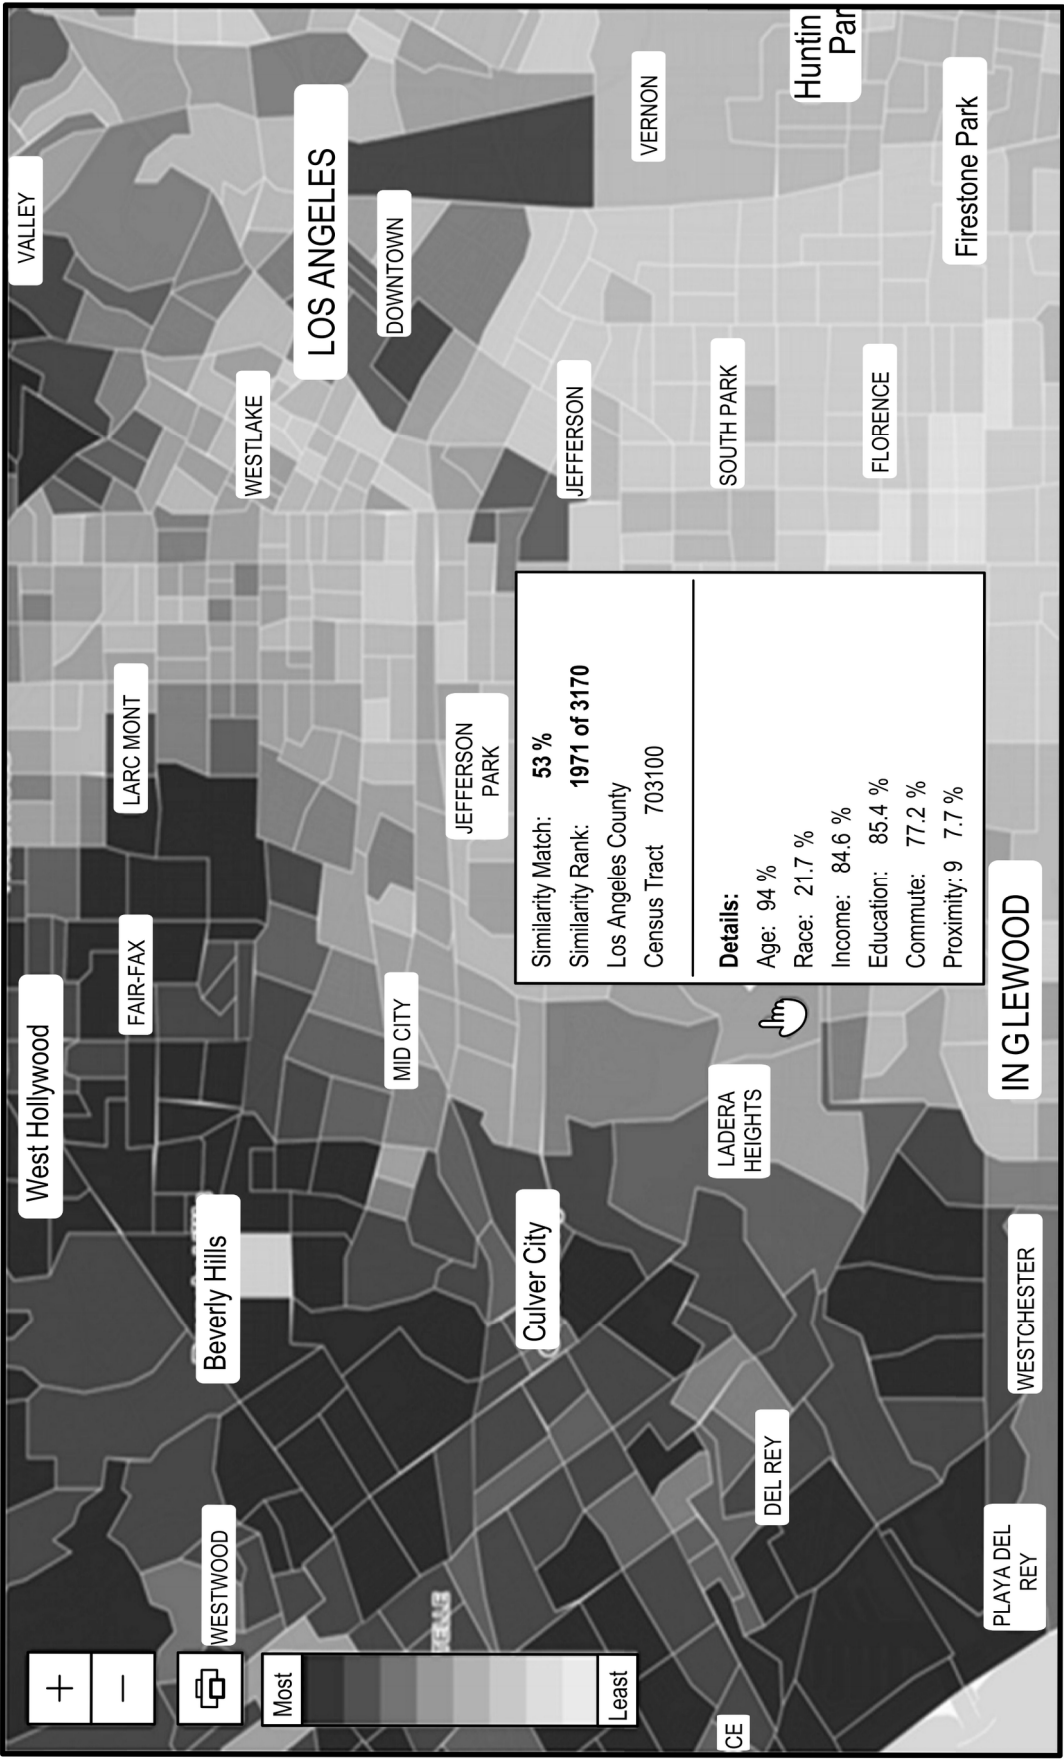 +
−
Most
Least
CE
WESTWOOD
Beverly Hills
West Hollywood
FAIR-FAX
LARC MONT
WESTLAKE
VALLEY
LOS ANGELES
DOWNTOWN
VERNON
Huntin
Par
Firestone Park
JEFFERSON
SOUTH PARK
FLORENCE
JEFFERSON
PARK
MID CITY
Culver City
LADERA
HEIGHTS
DEL REY
PLAYA DEL
REY
WESTCHESTER
INGLEWOOD
Similarity Match: 53 %
Similarity Rank: 1971 of 3170
Los Angeles County
Census Tract 703100
Details:
Age: 94 %
Race: 21.7 %
Income: 84.6 %
Education: 85.4 %
Commute: 77.2 %
Proximity: 9 7.7 %